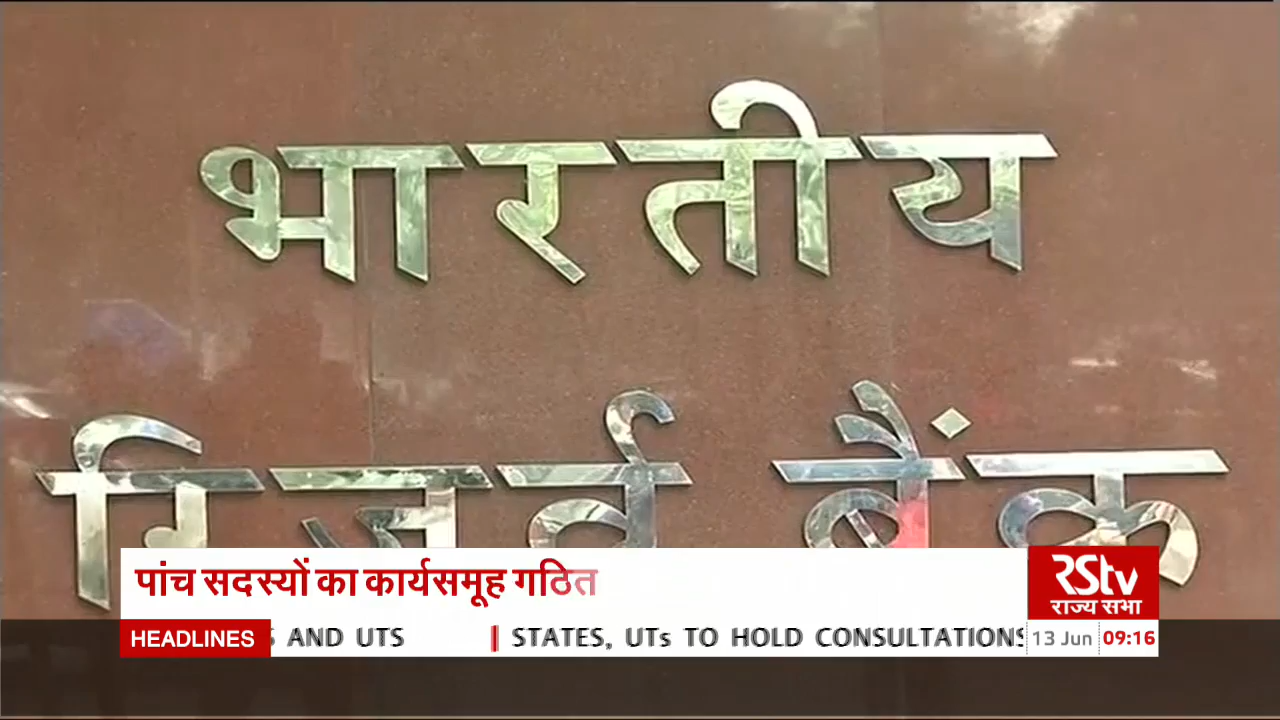 भारतीय
रिज़र्व बैंक
पांच सदस्यों का कार्यसमूह गठित
RSTV
राज्य सभा
HEADLINES
AND UTS | STATES, UTs TO HOLD CONSULTATIONS
13 Jun 09:16